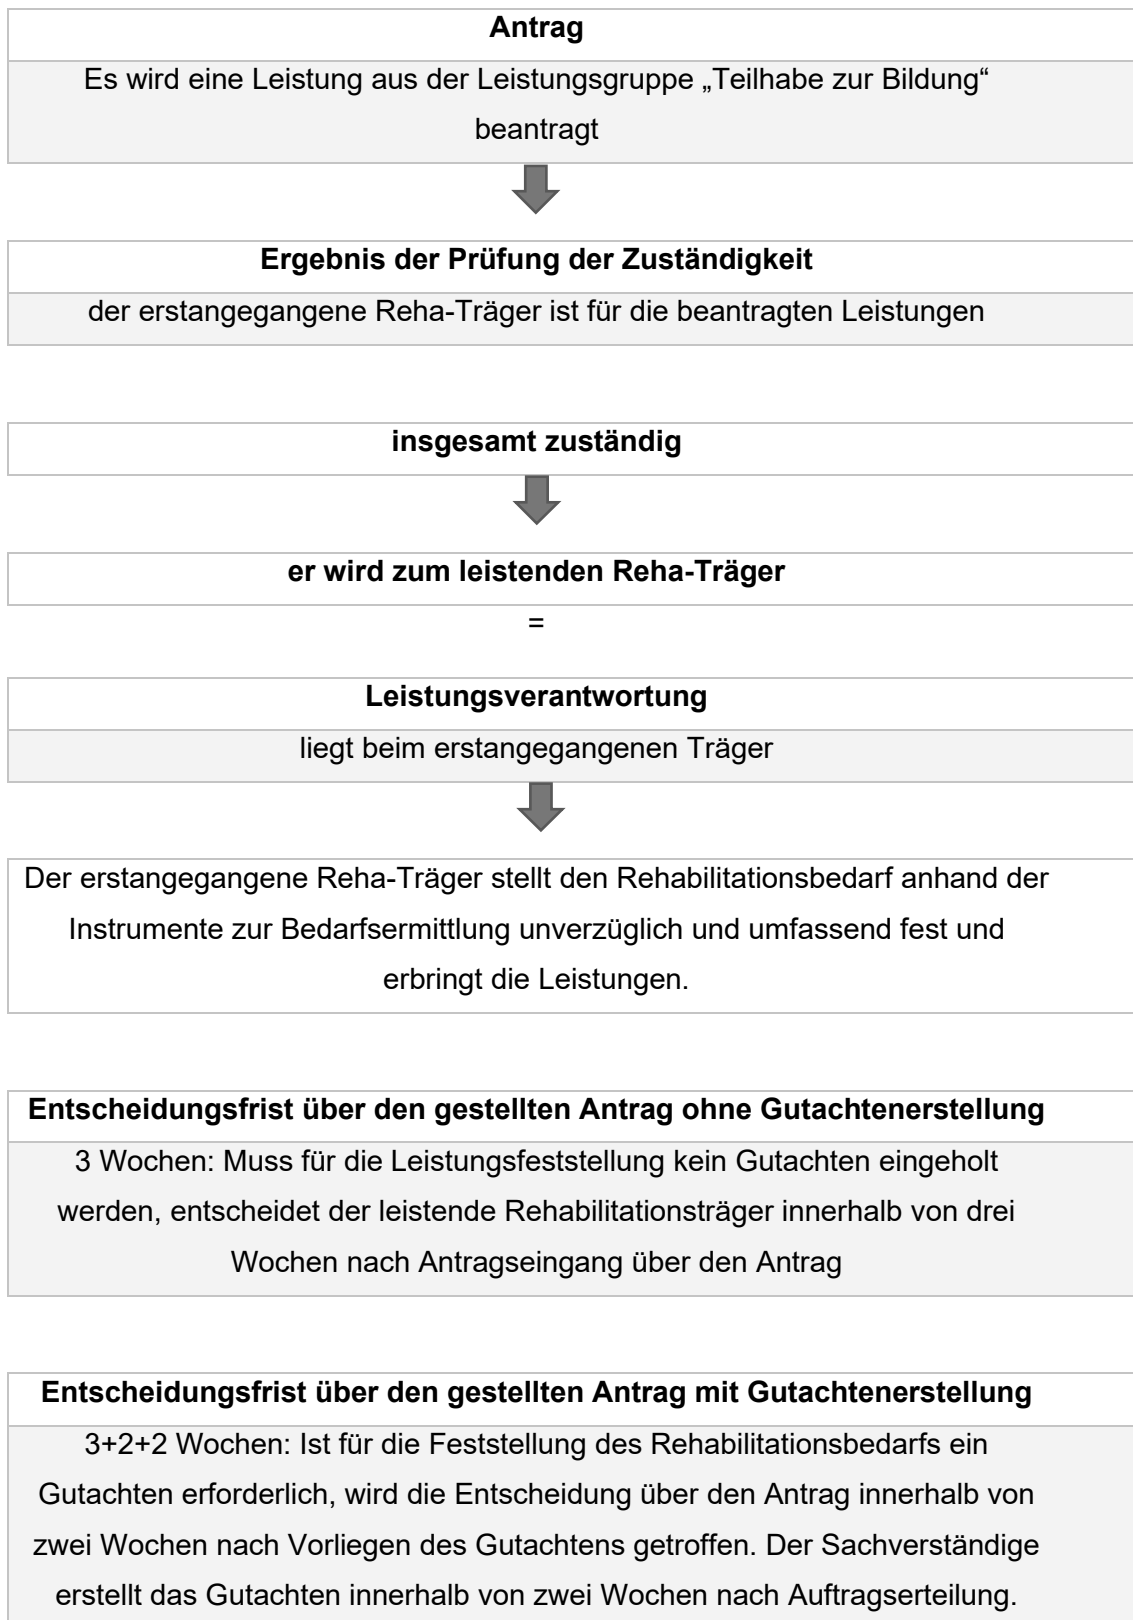 Antrag
Es wird eine Leistung aus der Leistungsgruppe „Teilhabe zur Bildung“
beantragt
Ergebnis der Prüfung der Zuständigkeit
der erstangegangene Reha-Träger ist für die beantragten Leistungen
insgesamt zuständig
er wird zum leistenden Reha-Träger
=
Leistungsverantwortung
liegt beim erstangegangenen Träger
Der erstangegangene Reha-Träger stellt den Rehabilitationsbedarf anhand der
Instrumente zur Bedarfsermittlung unverzüglich und umfassend fest und
erbringt die Leistungen.
Entscheidungsfrist über den gestellten Antrag ohne Gutachtenerstellung
3 Wochen: Muss für die Leistungsfeststellung kein Gutachten eingeholt
werden, entscheidet der leistende Rehabilitationsträger innerhalb von drei
Wochen nach Antragseingang über den Antrag
Entscheidungsfrist über den gestellten Antrag mit Gutachtenerstellung
3+2+2 Wochen: Ist für die Feststellung des Rehabilitationsbedarfs ein
Gutachten erforderlich, wird die Entscheidung über den Antrag innerhalb von
zwei Wochen nach Vorliegen des Gutachtens getroffen. Der Sachverständige
erstellt das Gutachten innerhalb von zwei Wochen nach Auftragserteilung.